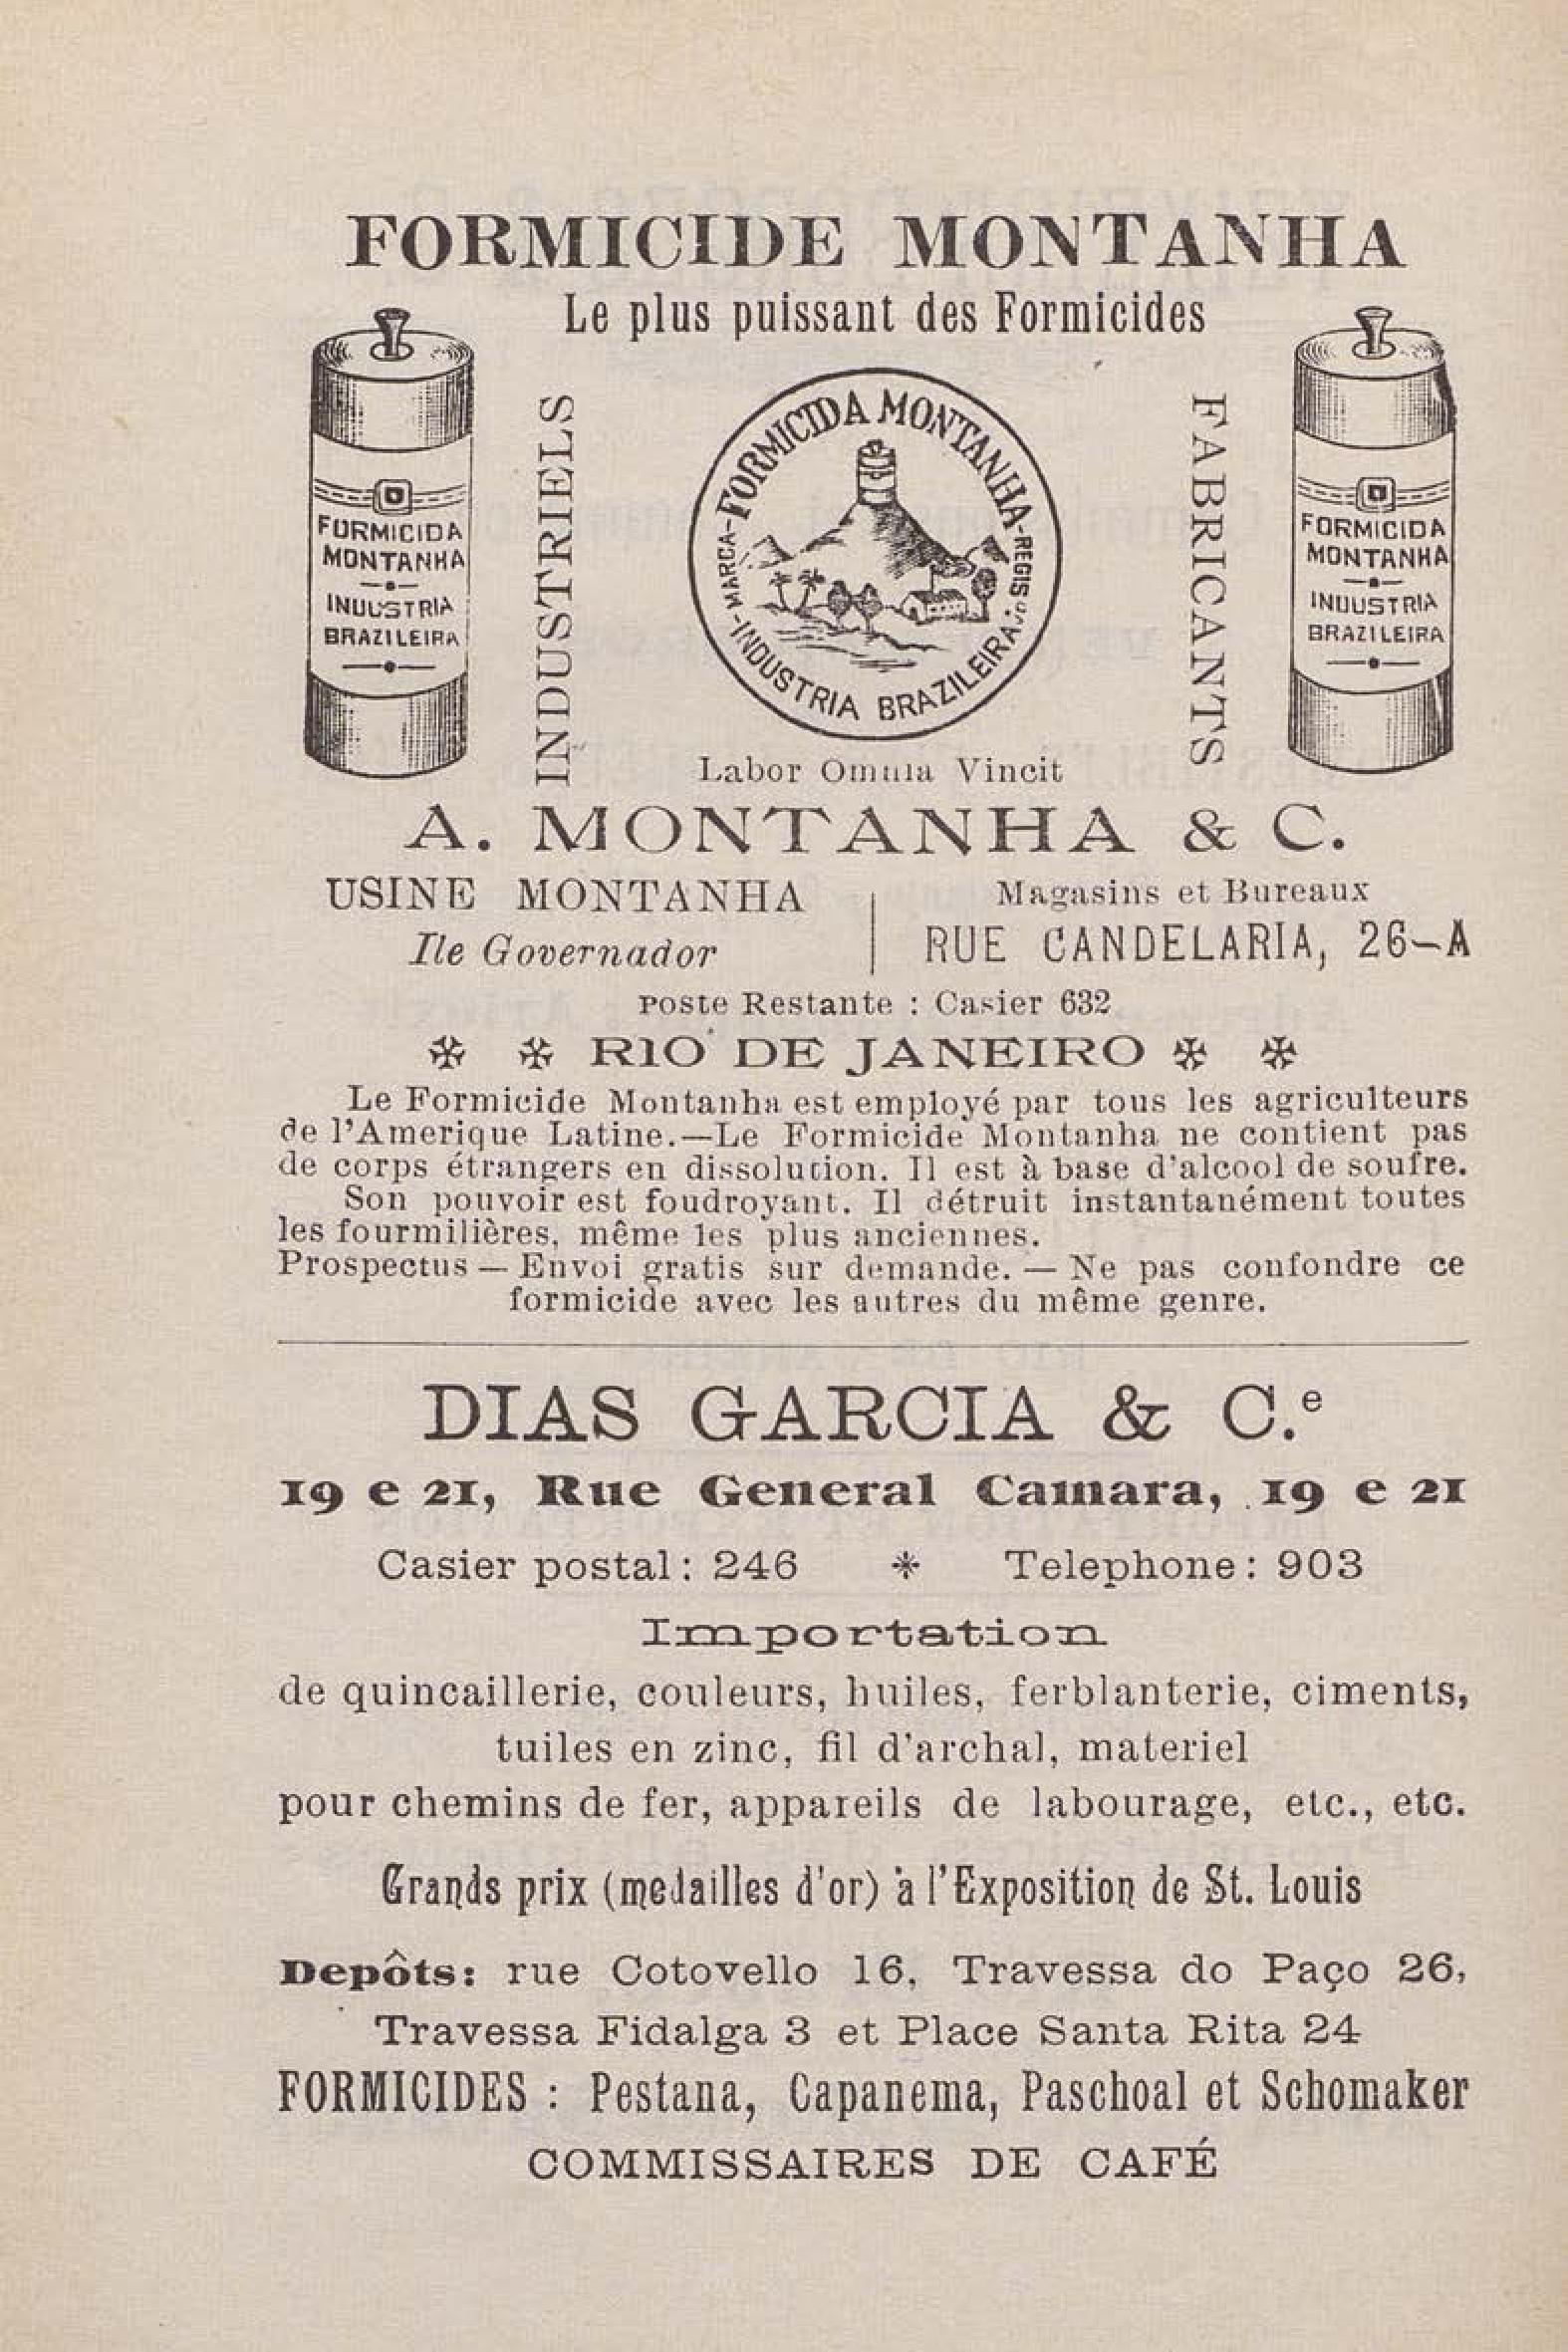 FORMICIDE MONTANHA
Le plus puissant des Formicides
FORMICIDA
MONTANHA
INDUSTRIA
BRAZILEIRA
INDUSTRIELS
FORMICIDA MONTANHA
MARCA
REGIS
INDUSTRIA BRAZILEIRA
FABRICANTS
FORMICIDA
MONTANHA
INDUSTRIA
BRAZILEIRA
Labor Omnia Vincit
A. MONTANHA & C.
USINE MONTANHA
Ile Governador
Magasins et Bureaux
RUE CANDELARIA, 26-A
Poste Restante : Casier 632
RIO DE JANEIRO
Le Formicide Montanha est employé par tous les agriculteurs
de l'Amerique Latine.—Le Formicide Montanha ne contient pas
de corps étrangers en dissolution. Il est à base d'alcool de soufre.
Son pouvoir est foudroyant. Il détruit instantanément toutes
les fourmilières, même les plus anciennes.
Prospectus — Envoi gratis sur demande. — Ne pas confondre ce
formicide avec les autres du même genre.
DIAS GARCIA & C.e
19 e 21, Rue General Camara, 19 e 21
Casier postal: 246 * Telephone: 903
Importation
de quincaillerie, couleurs, huiles, ferblanterie, ciments,
tuiles en zinc, fil d'archal, materiel
pour chemins de fer, appareils de labourage, etc., etc.
Grands prix (medailles d'or) à l'Exposition de St. Louis
Depôts: rue Cotovello 16, Travessa do Paço 26,
Travessa Fidalga 3 et Place Santa Rita 24
FORMICIDES : Pestana, Capanema, Paschoal et Schomaker
COMMISSAIRES DE CAFÉ